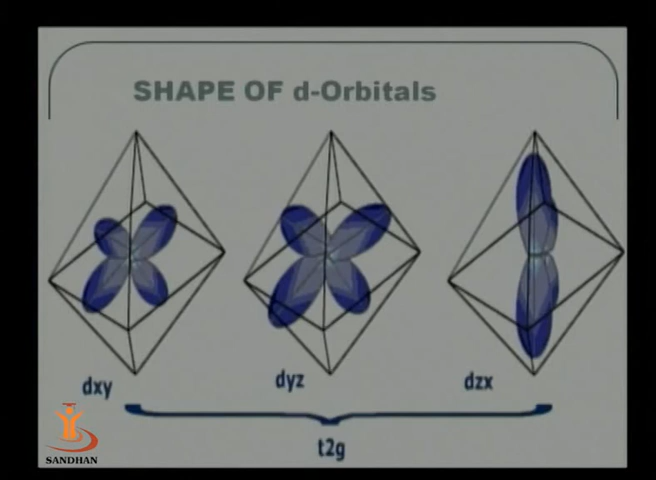 SHAPE OF d-Orbitals
dxy
dyz
dzx
t2g
SANDHAN